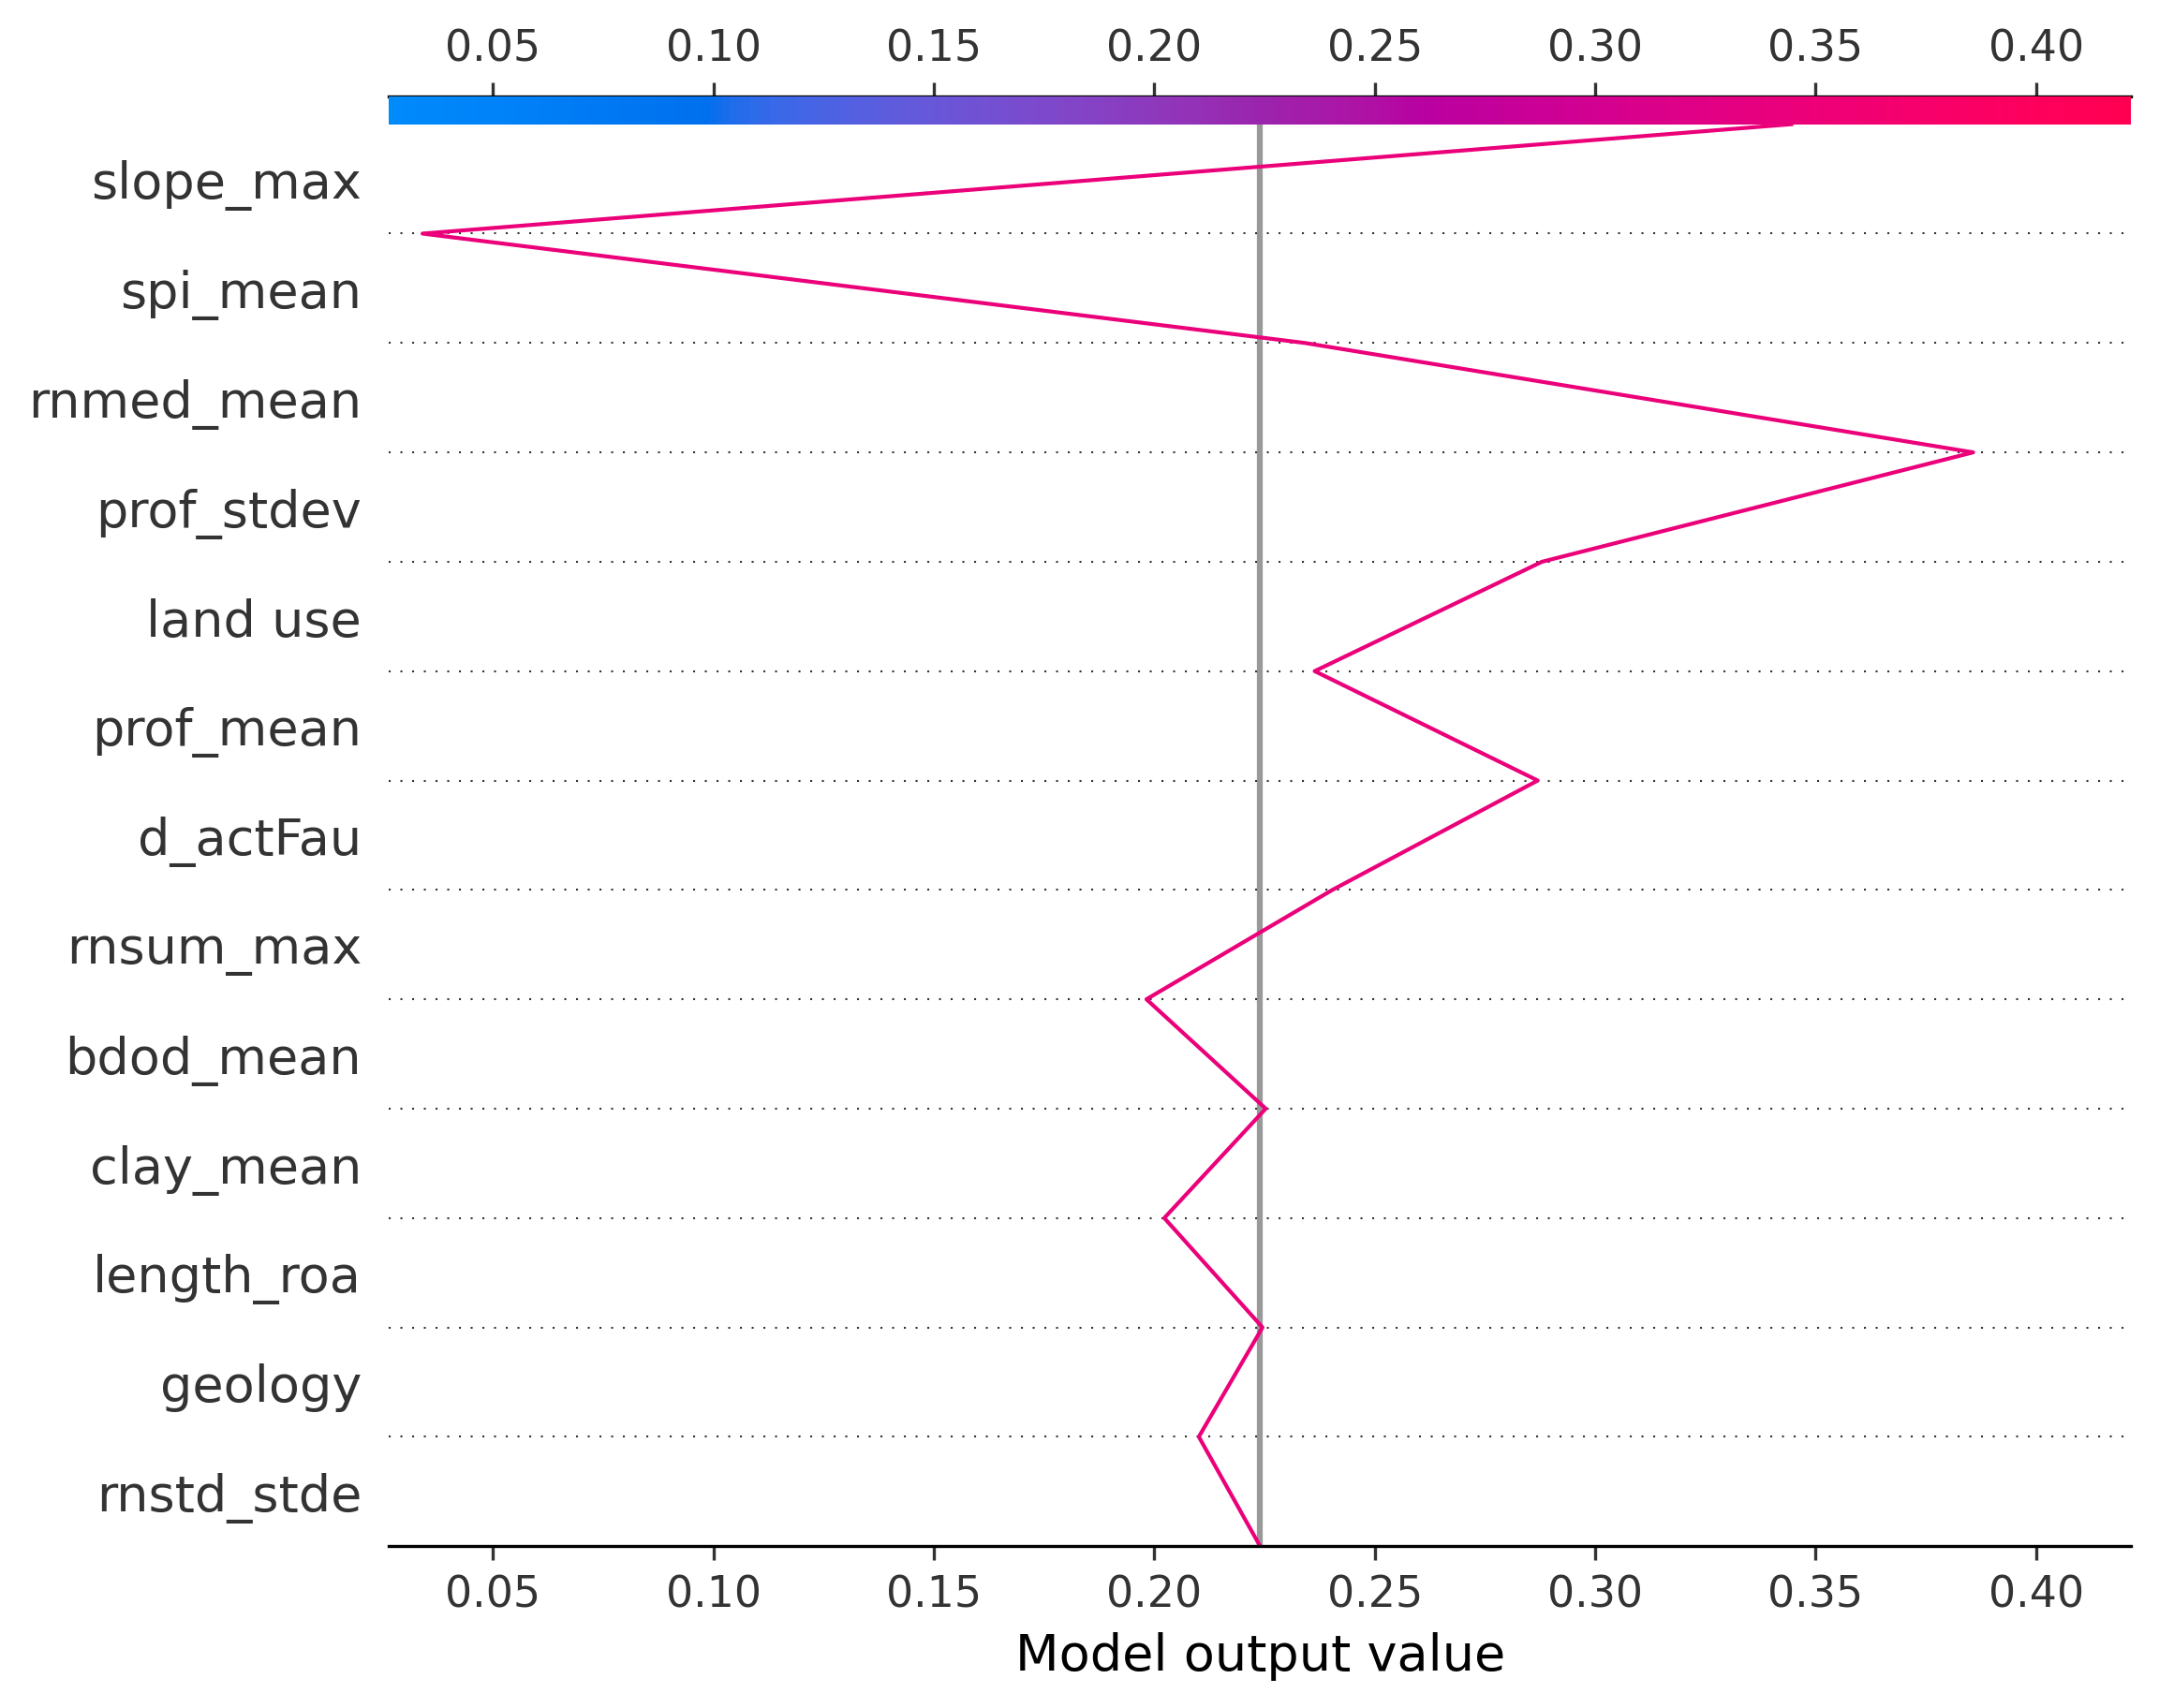 0.05 0.10 0.15 0.20 0.25 0.30 0.35 0.40
slope_max
spi_mean
rnmed_mean
prof_stdev
land use
prof_mean
d_actFau
rnsum_max
bdod_mean
clay_mean
length_roa
geology
rnstd_stde
0.05 0.10 0.15 0.20 0.25 0.30 0.35 0.40
Model output value